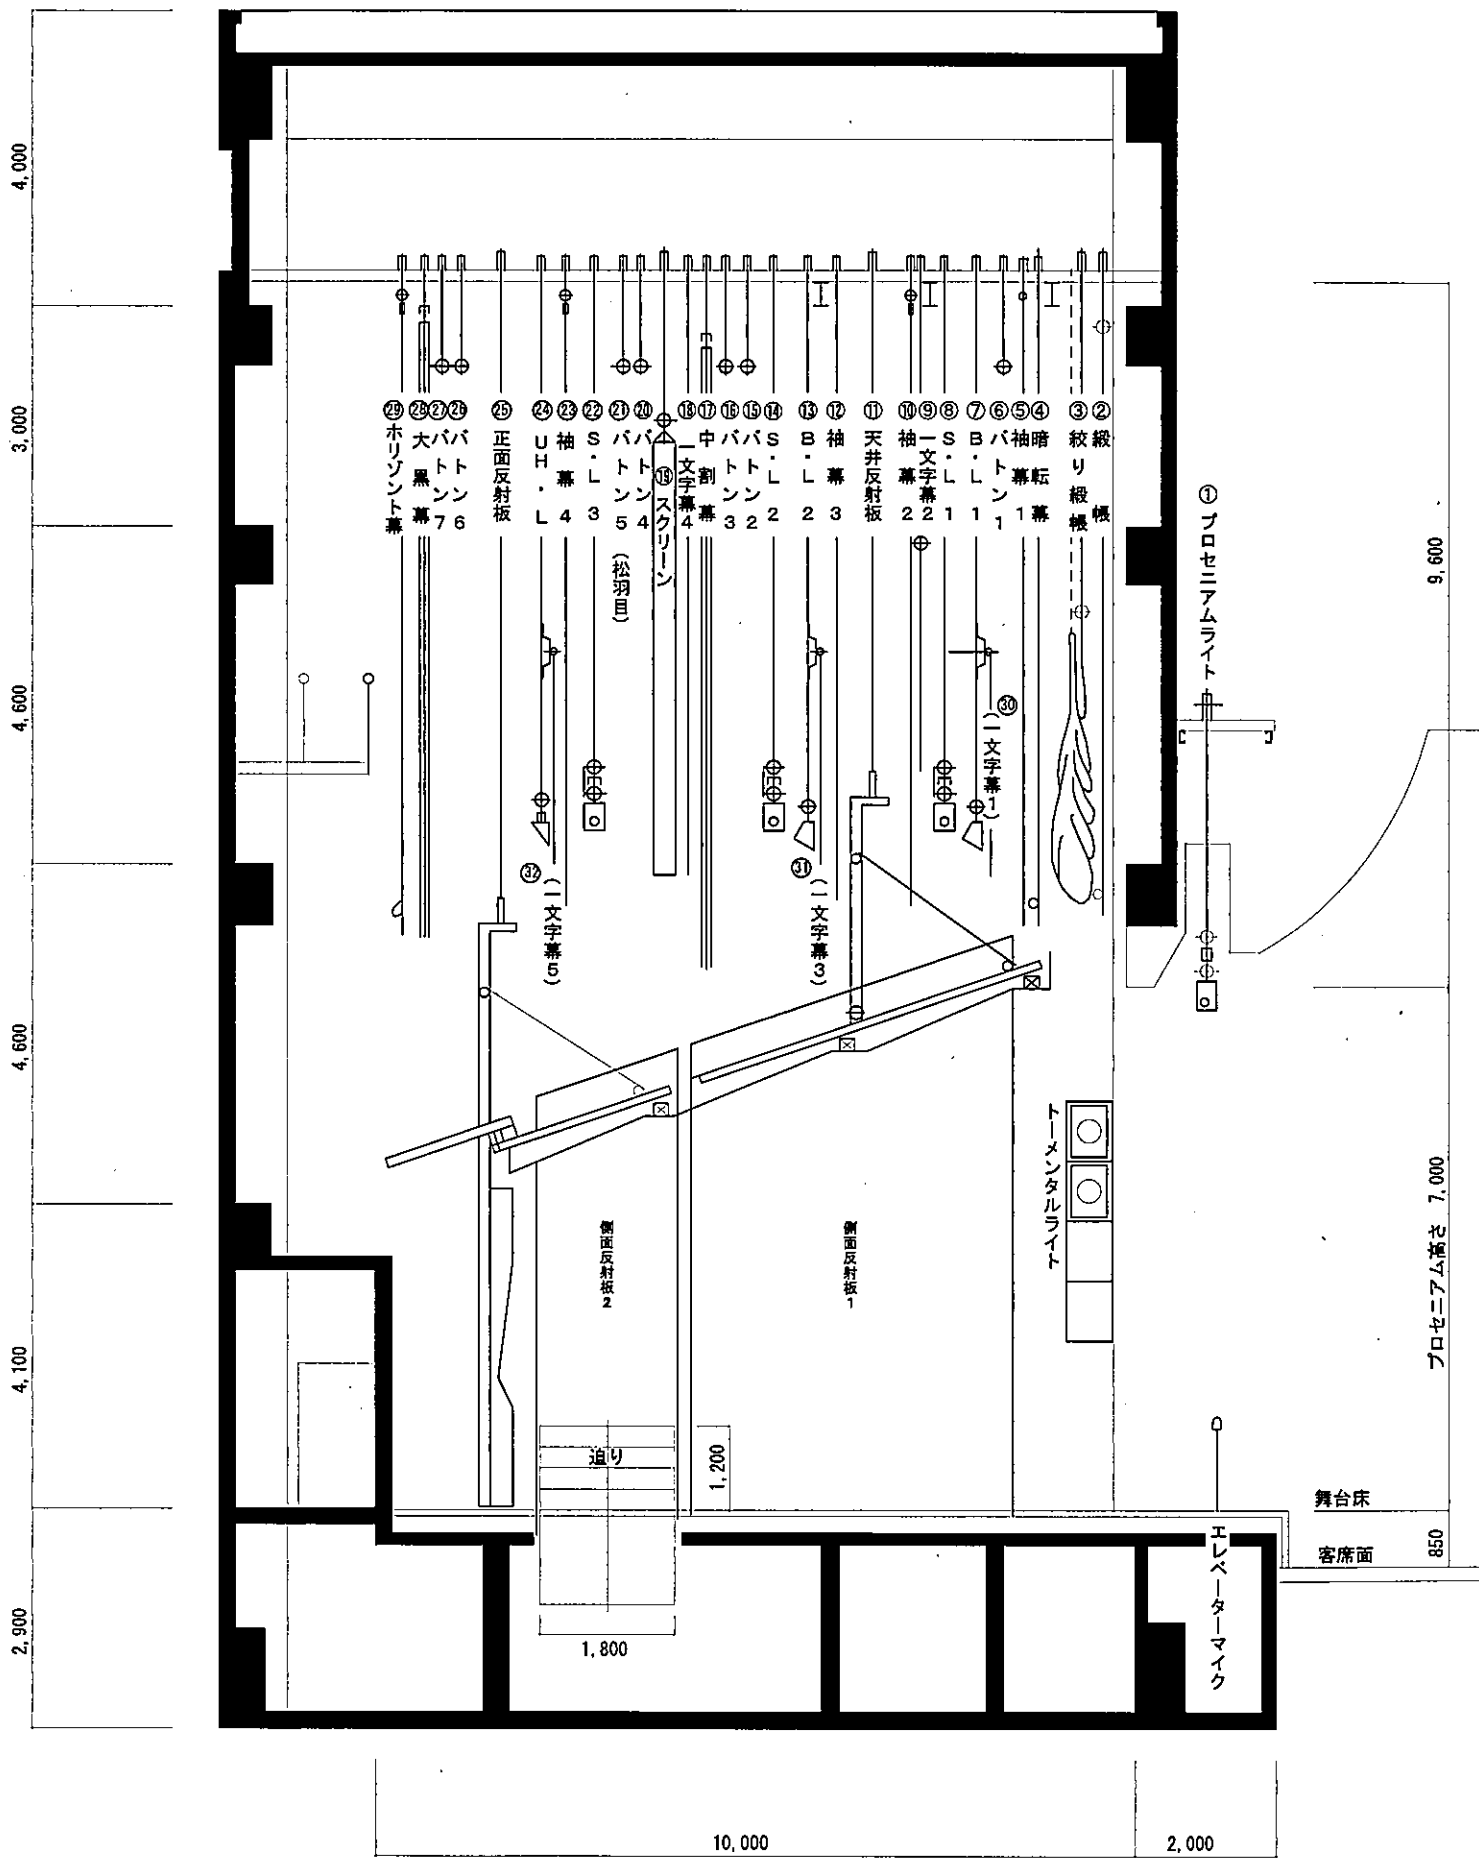 4,000
3,000
4,600
4,600
4,100
2,900
㉙ホリゾント幕
㉘大黒幕
㉗バトン7
㉖バトン6
㉕正面反射板
㉔UH・L
㉓袖幕4
㉒S・L3
㉑バトン5(松羽目)
⑳バトン4
⑲スクリーン
⑱一文字幕4
⑰中割幕
⑯バトン3
⑮バトン2
⑭S・L2
⑬B・L2
⑫袖幕3
⑪天井反射板
⑩袖幕2
⑨一文字幕2
⑧S・L1
⑦B・L1
⑥バトン1
⑤袖幕1
④暗転幕
③絞り緞帳
②緞帳
①プロセニアムライト
㉚(一文字幕1)
㉛(一文字幕3)
㉜(一文字幕5)
9,600
プロセニアム高さ 7,000
850
トーメンタルライト
側面反射板2
側面反射板1
迫り
1,200
1,800
舞台床
客席面
エレベーターマイク
10,000
2,000